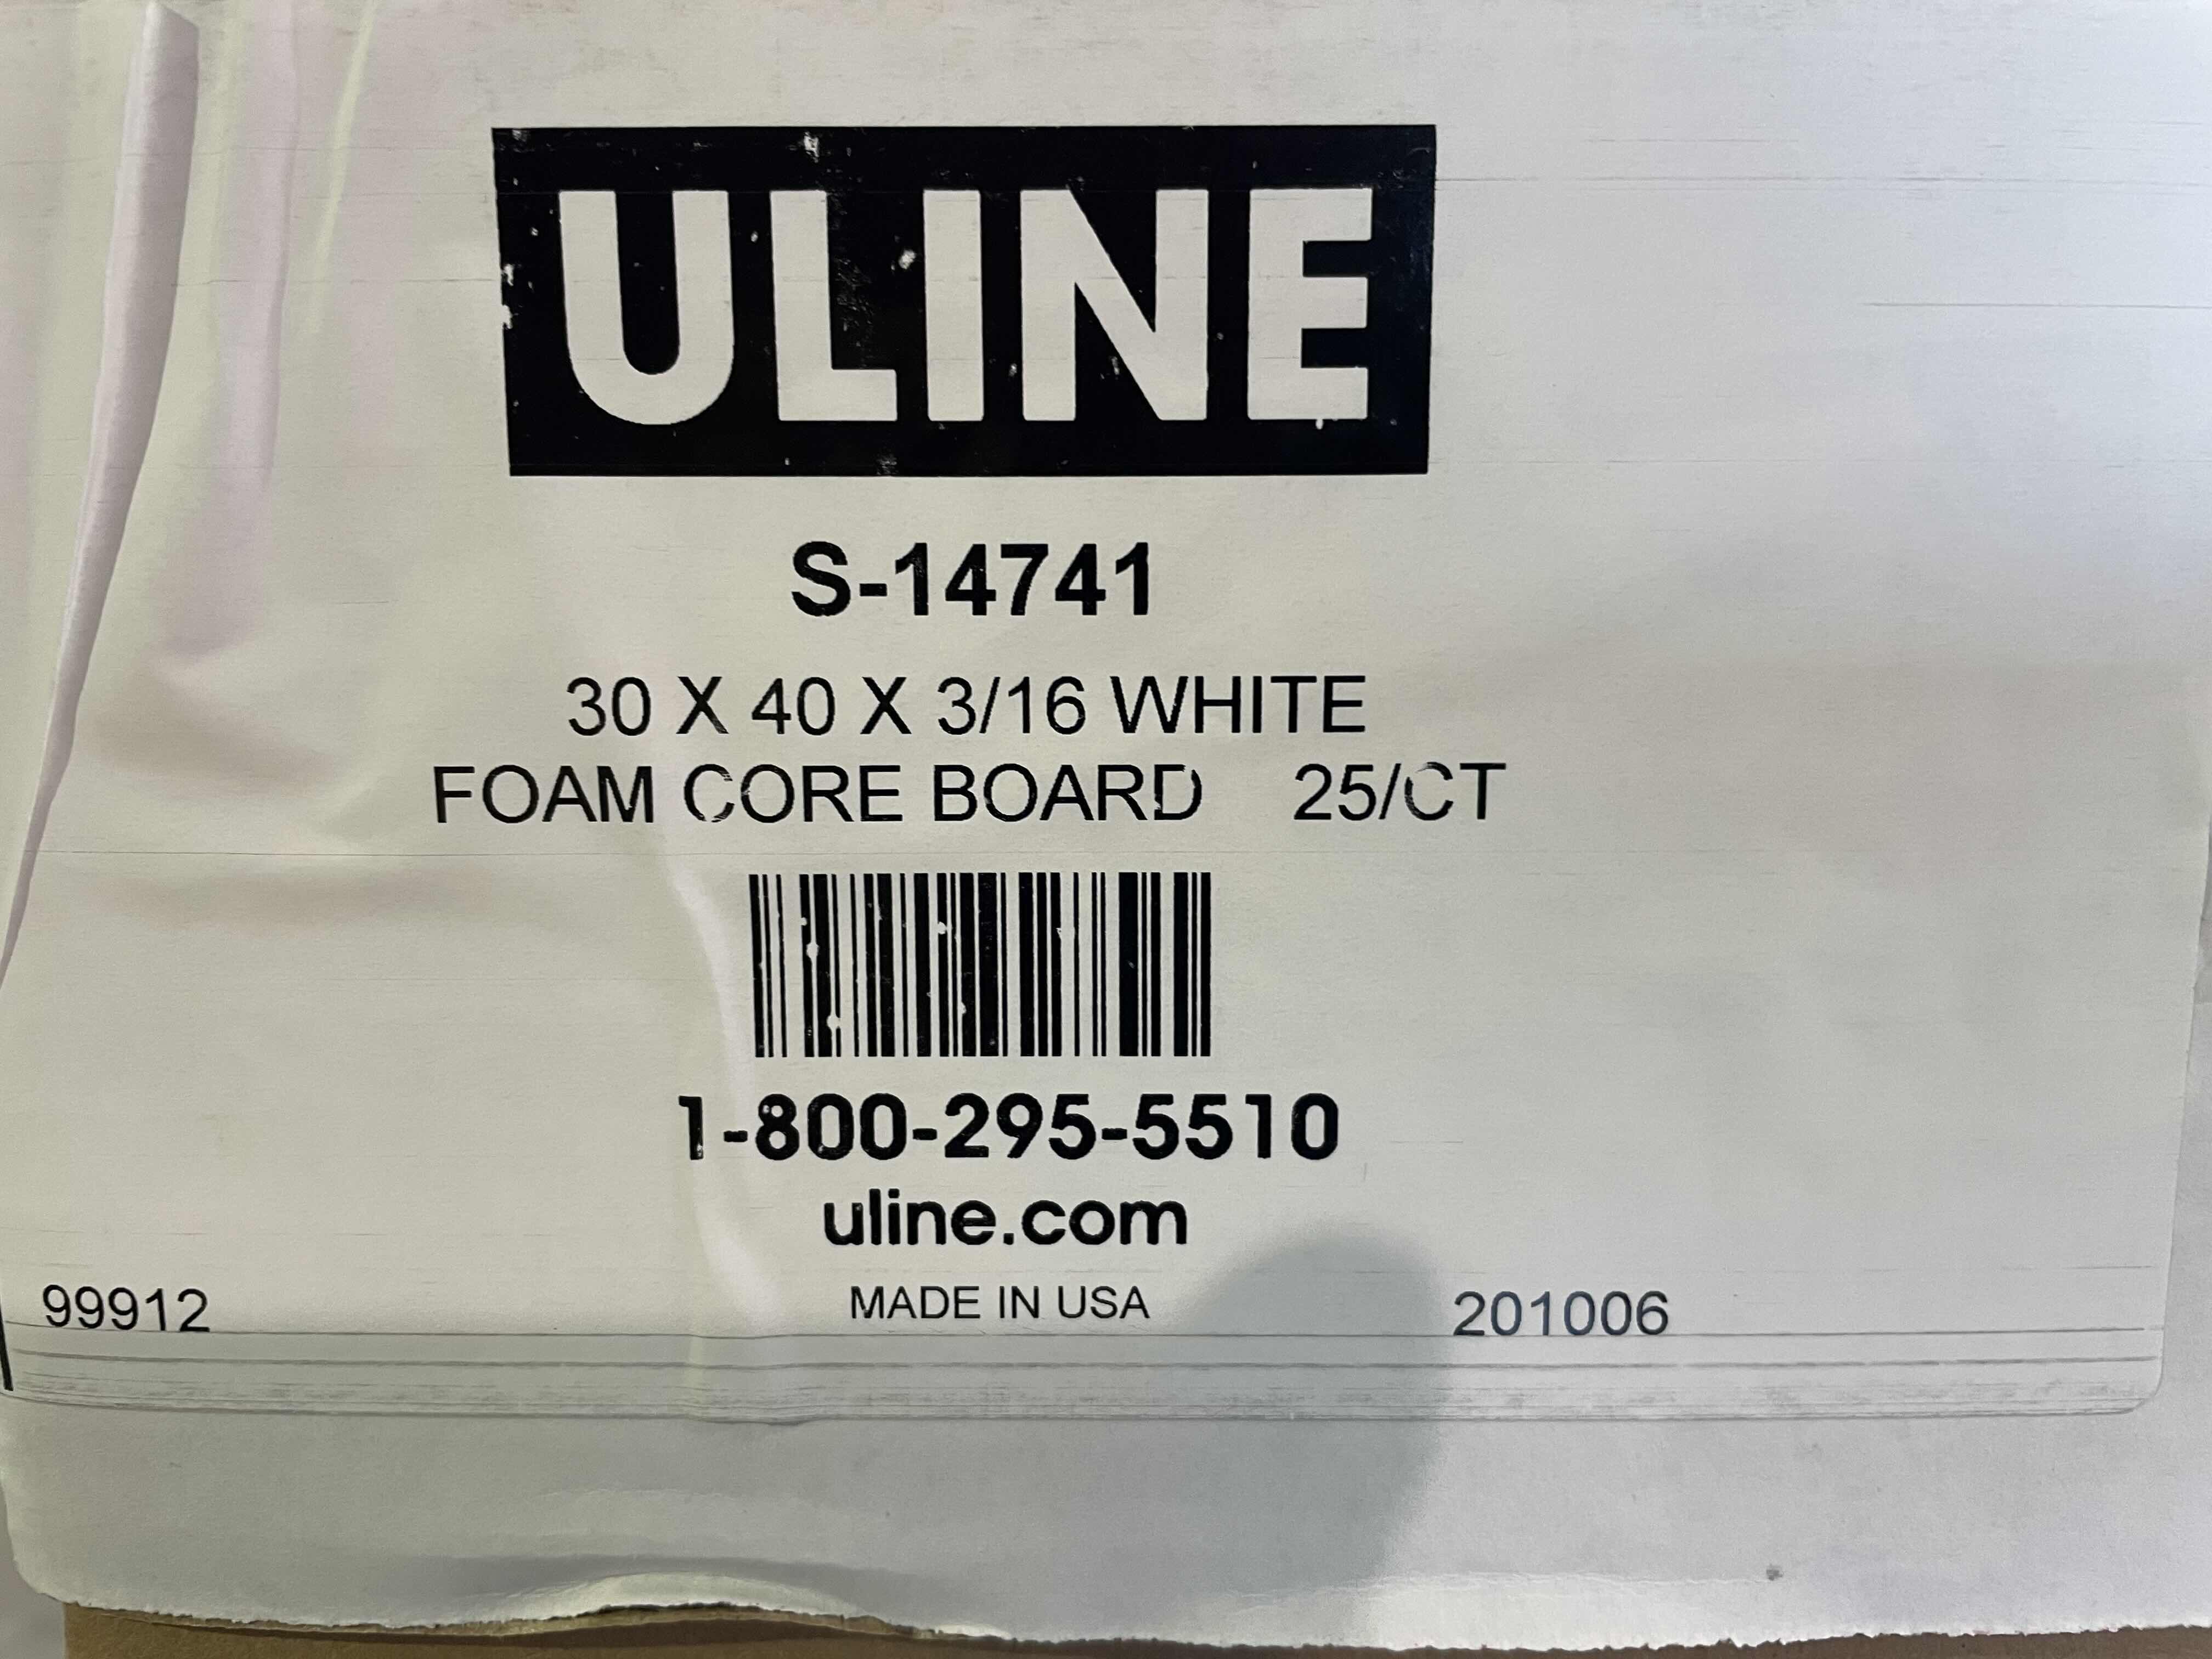 ULINE
S-14741
30 X 40 X 3/16 WHITE
FOAM CORE BOARD 25/CT
1-800-295-5510
uline.com
99912 MADE IN USA 201006